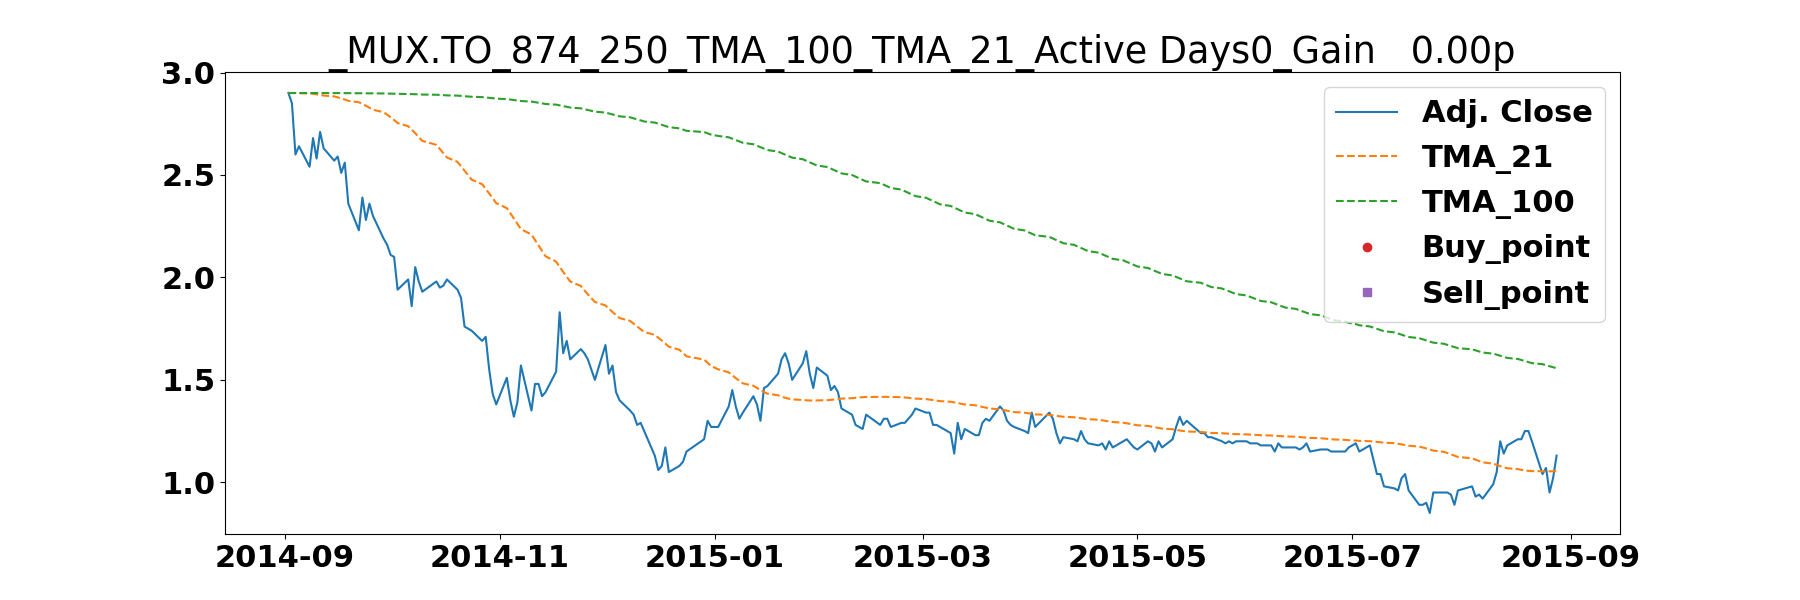 _MUX.TO_874_250_TMA_100_TMA_21_Active Days0_Gain   0.00p
3.0
2.5
2.0
1.5
1.0
Adj. Close
TMA_21
TMA_100
Buy_point
Sell_point
2014-09 2014-11 2015-01 2015-03 2015-05 2015-07 2015-09